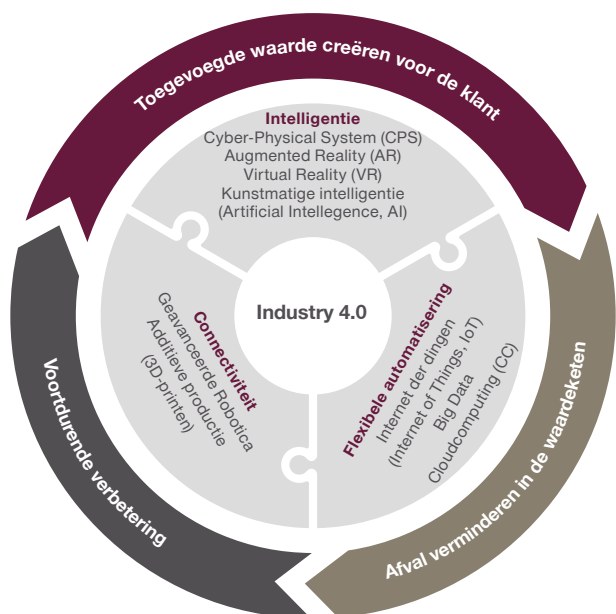 Toegevoegde waarde creëren voor de klant
Intelligentie
Cyber-Physical System (CPS)
Augmented Reality (AR)
Virtual Reality (VR)
Kunstmatige intelligentie
(Artificial Intellegence, AI)
Industry 4.0
Connectiviteit
Geavanceerde Robotica
Additieve productie
(3D-printen)
Flexibele automatisering
Internet der dingen
(Internet of Things, IoT)
Big Data
Cloudcomputing (CC)
Voortdurende verbetering
Afval verminderen in de waardeketen